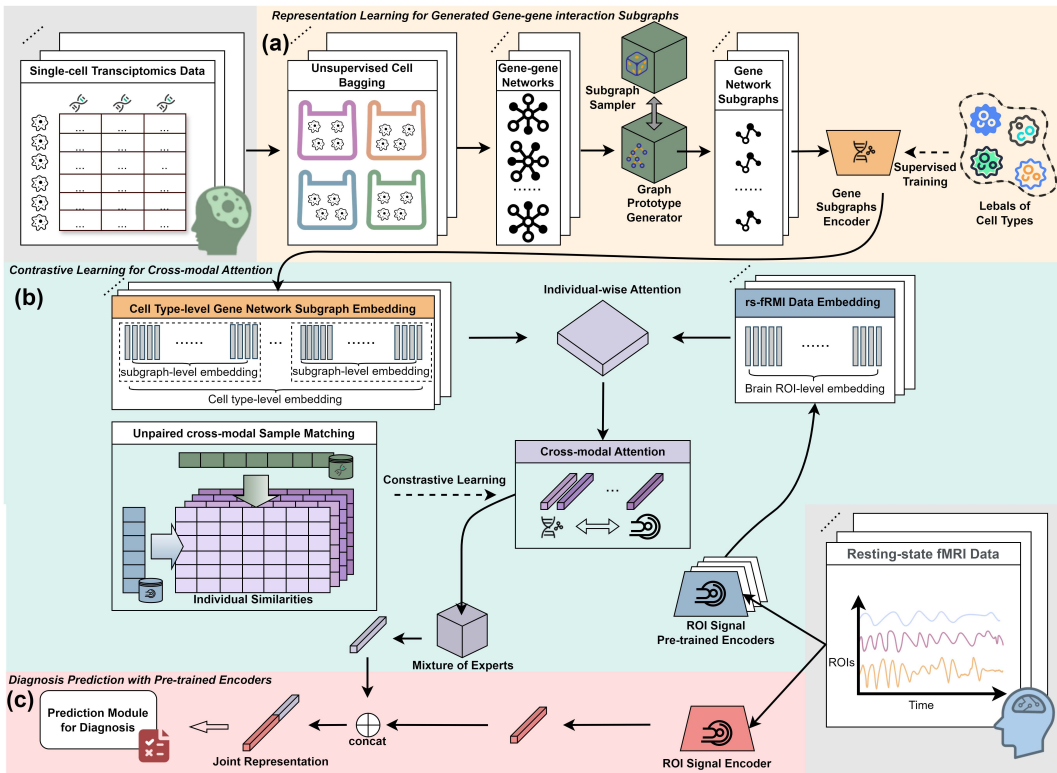 Representation Learning for Generated Gene-gene interaction Subgraphs
(a)
Single-cell Transciptomics Data
... ... ...
... ... ...
... ... ..
... ... ...
... ... ...
... ... ...
Unsupervised Cell
Bagging
Gene-gene
Networks
......
Subgraph
Sampler
Graph
Prototype
Generator
Gene
Network
Subgraphs
......
Gene
Subgraphs
Encoder
Supervised
Training
Lebals of
Cell Types
Contrastive Learning for Cross-modal Attention
(b)
Cell Type-level Gene Network Subgraph Embedding
...... ... ......
subgraph-level embedding
subgraph-level embedding
Cell type-level embedding
Individual-wise Attention
rs-fRMI Data Embedding
......
Brain ROI-level embedding
Unpaired cross-modal Sample Matching
Individual Similarities
Constrastive Learning
Cross-modal Attention
...
Mixture of Experts
ROI Signal
Pre-trained Encoders
Resting-state fMRI Data
ROIs
Time
Diagnosis Prediction with Pre-trained Encoders
(c)
Prediction Module
for Diagnosis
Joint Representation
concat
ROI Signal Encoder